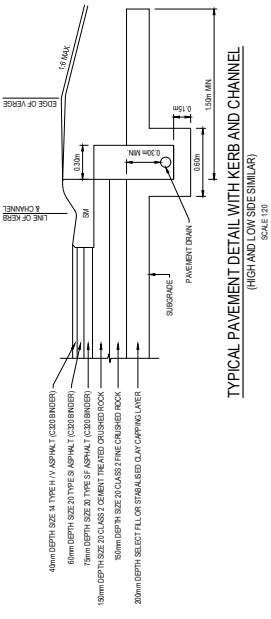 EDGE OF VERGE
1:6 MAX.
LINE OF KERB
& CHANNEL
SM
0.30m
0.30m MIN.
0.15m
0.60m
1.50m MIN.
40mm DEPTH SIZE 14 TYPE H / V ASPHALT (C320 BINDER)
60mm DEPTH SIZE 20 TYPE SI ASPHALT (C320 BINDER)
75mm DEPTH SIZE 20 TYPE SF ASPHALT (C320 BINDER)
150mm DEPTH SIZE 20 CLASS 2 CEMENT TREATED CRUSHED ROCK
150mm DEPTH SIZE 20 CLASS 2 FINE CRUSHED ROCK
200mm DEPTH SELECT FILL OR STABALISED CLAY CAPPING LAYER
SUBGRADE
PAVEMENT DRAIN
TYPICAL PAVEMENT DETAIL WITH KERB AND CHANNEL
(HIGH AND LOW SIDE SIMILAR)
SCALE 1:20